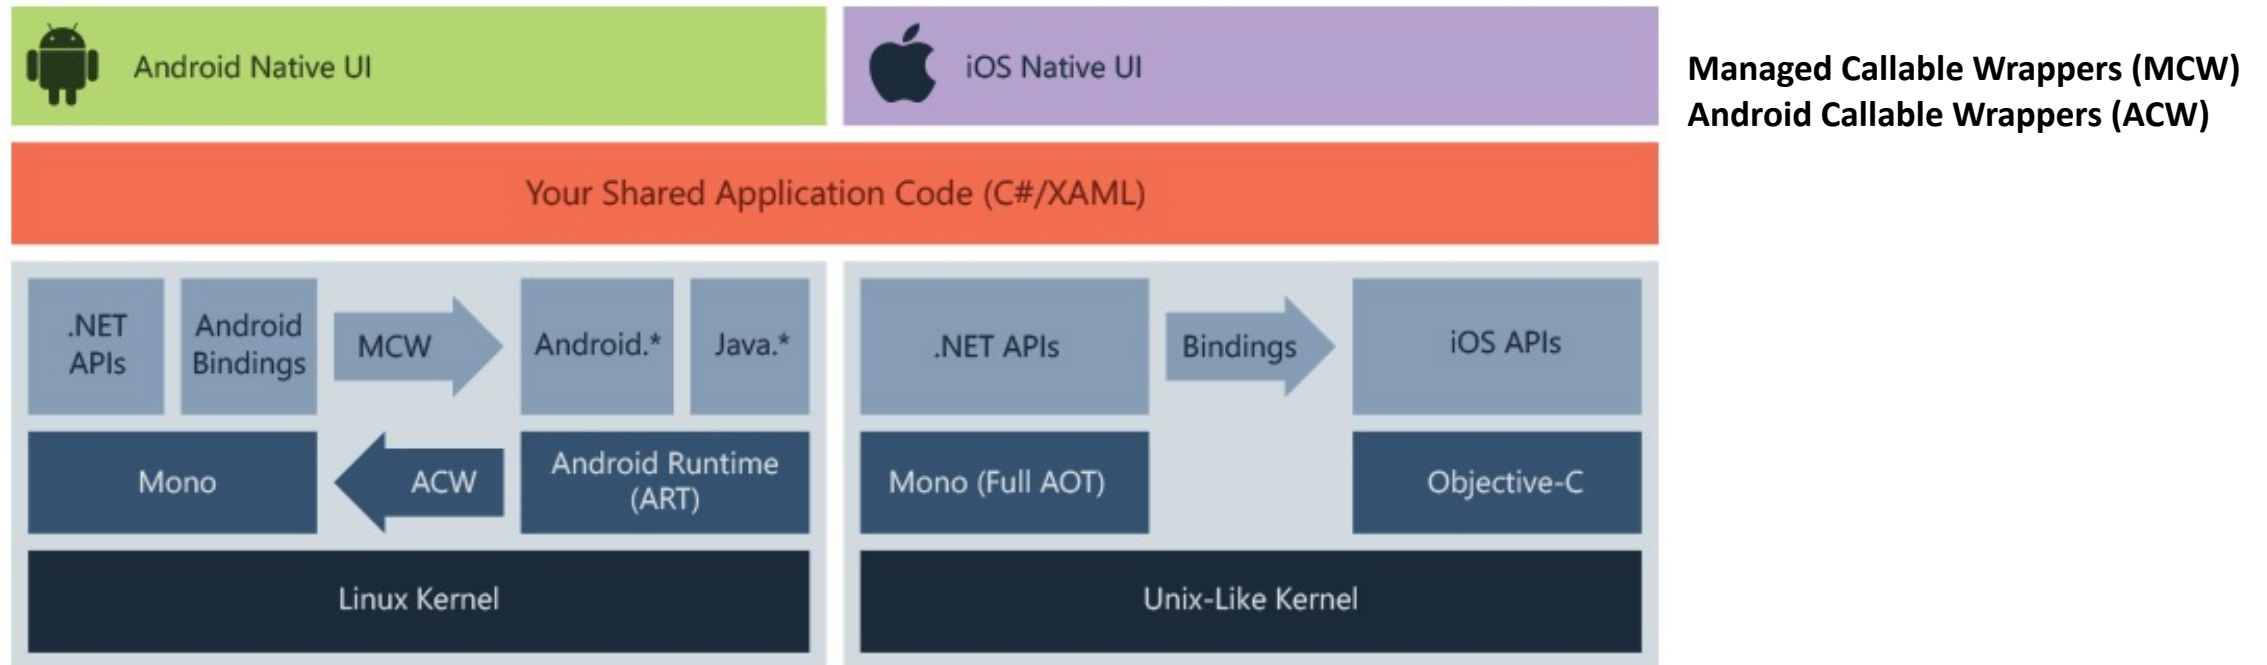 Android Native UI
iOS Native UI
Managed Callable Wrappers (MCW)
Android Callable Wrappers (ACW)
Your Shared Application Code (C#/XAML)
.NET
APIs
Android
Bindings
MCW
Android.*
Java.*
.NET APIs
Bindings
iOS APIs
Mono
ACW
Android Runtime
(ART)
Mono (Full AOT)
Objective-C
Linux Kernel
Unix-Like Kernel